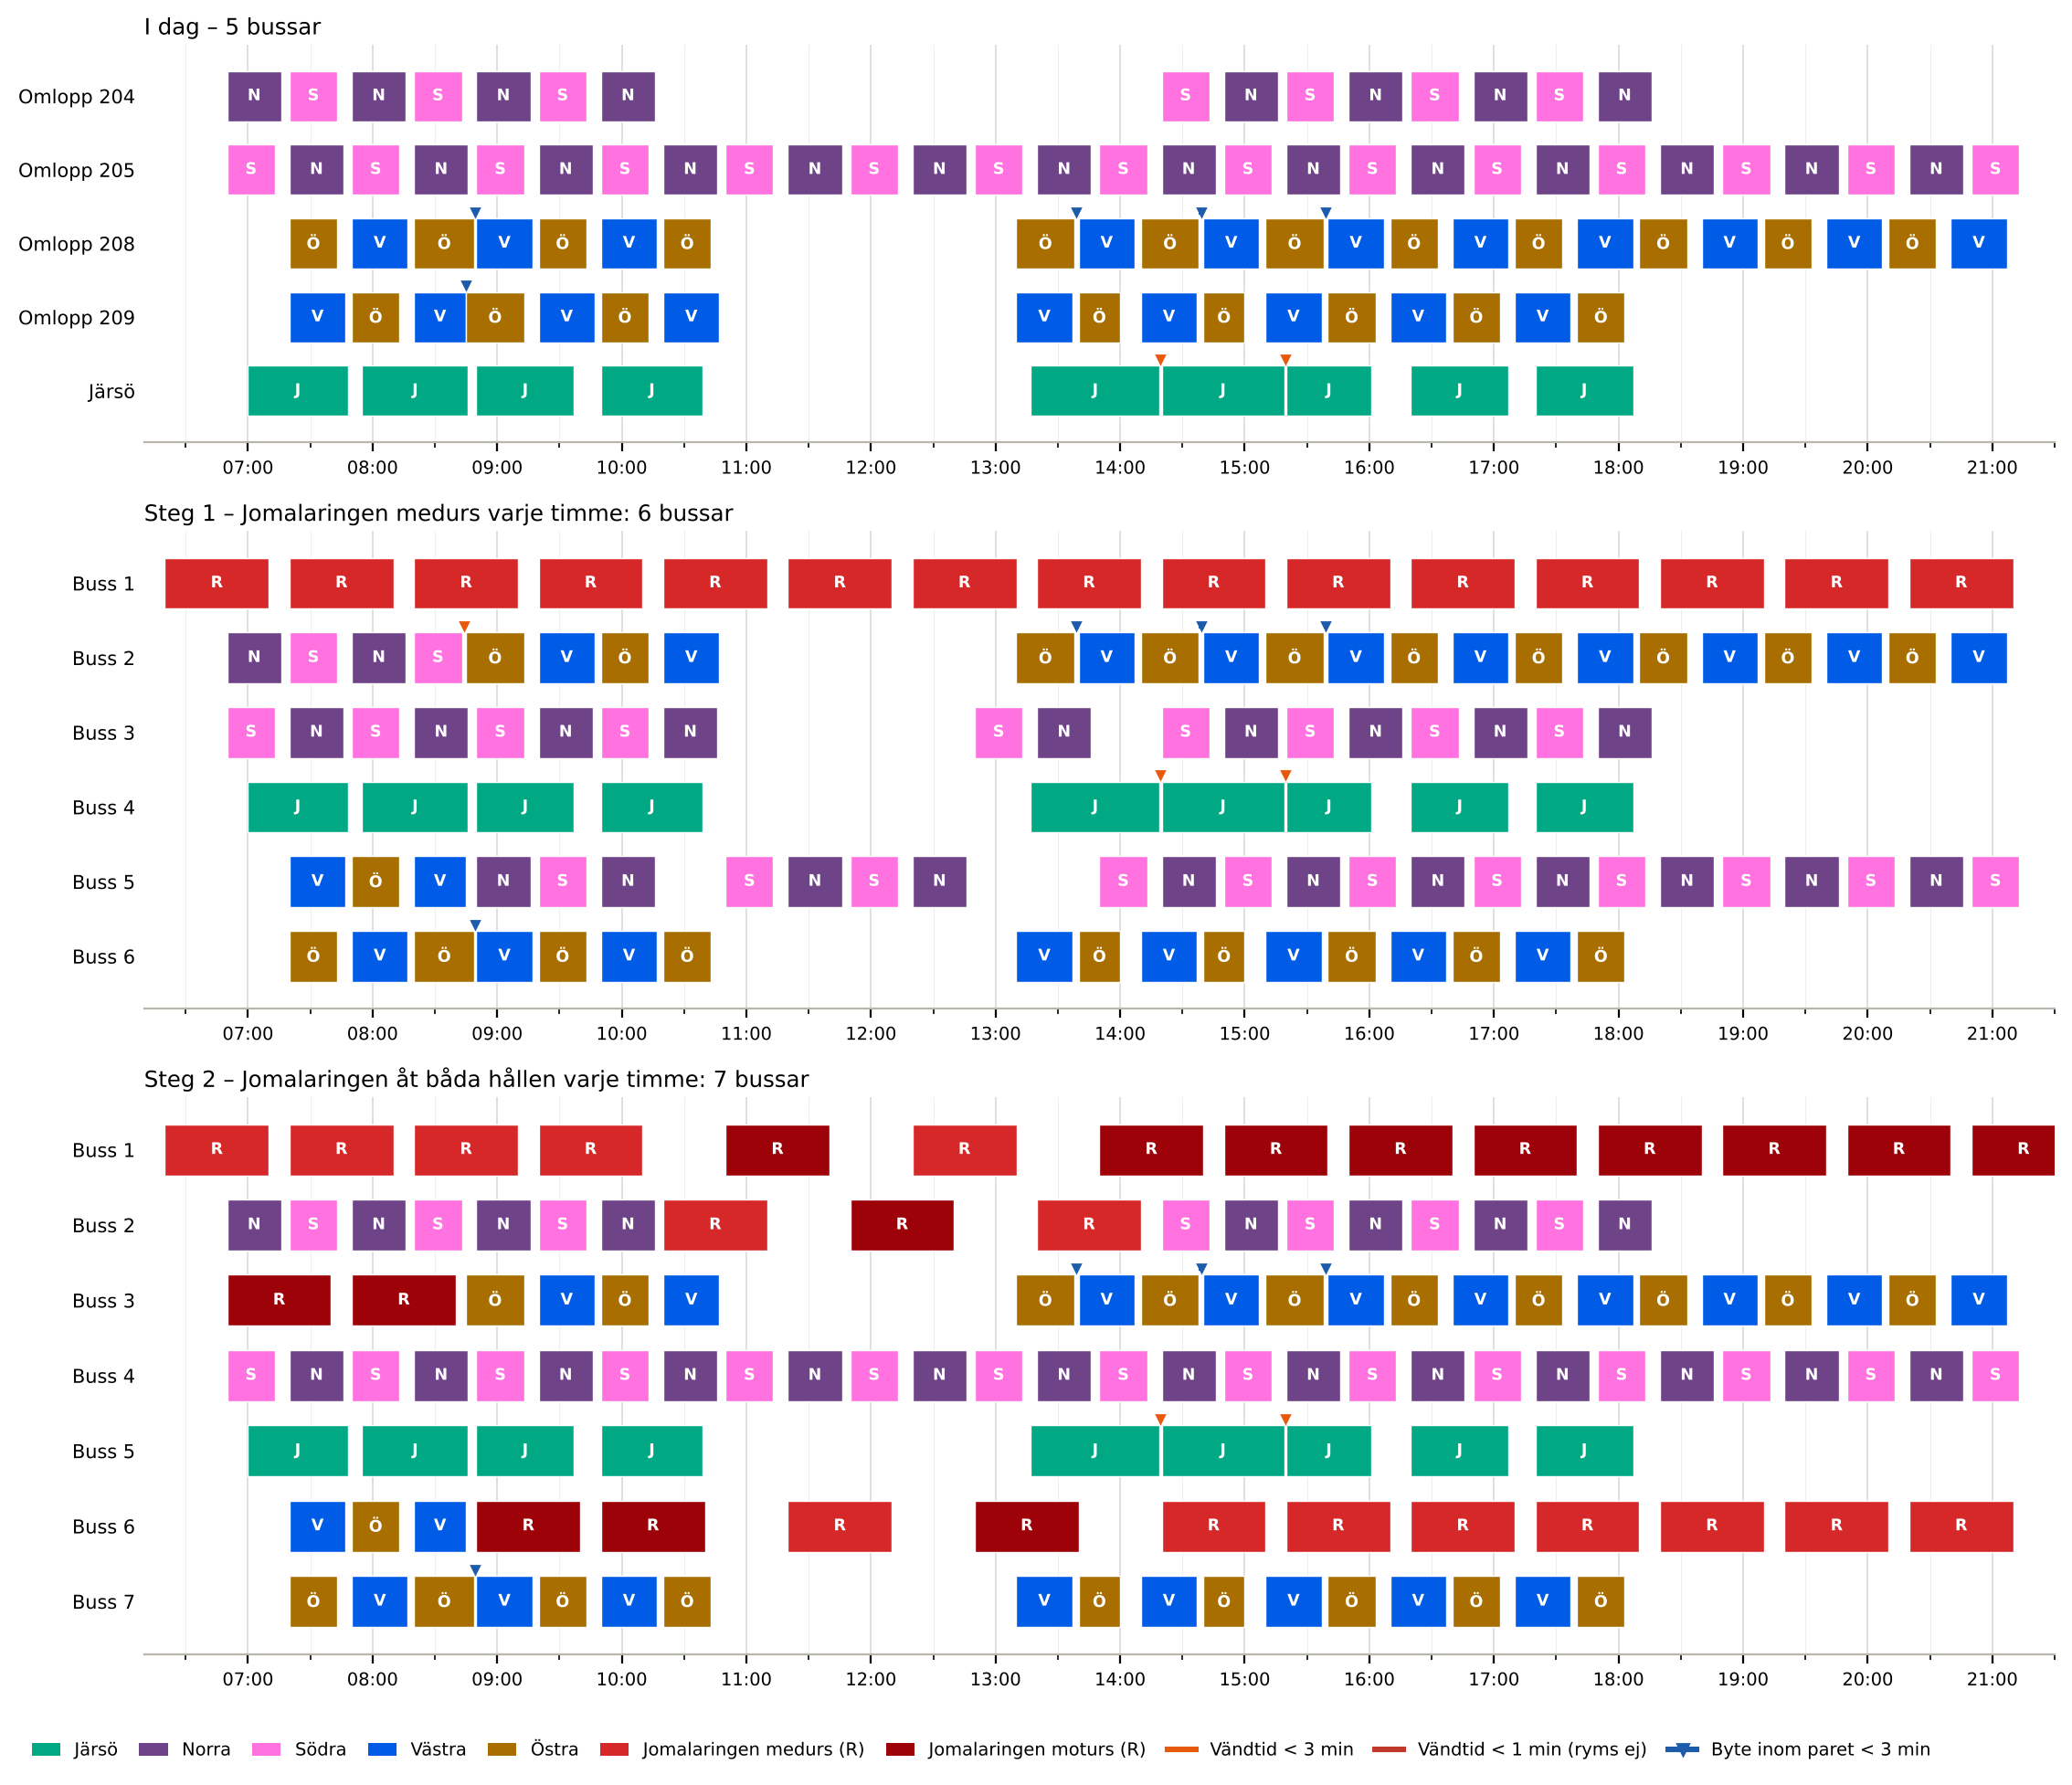 I dag – 5 bussar
Omlopp 204 N S N S N S N S N S N S N S N
Omlopp 205 S N S N S N S N S N S N S N S N S N S N S N S N S N S N S
Omlopp 208 Ö V Ö V Ö V Ö Ö V Ö V Ö V Ö V Ö V Ö V Ö V Ö V
Omlopp 209 V Ö V Ö V Ö V V Ö V Ö V Ö V Ö V Ö
Järsö J J J J J J J J J
07:00 08:00 09:00 10:00 11:00 12:00 13:00 14:00 15:00 16:00 17:00 18:00 19:00 20:00 21:00
Steg 1 – Jomalaringen medurs varje timme: 6 bussar
Buss 1 R R R R R R R R R R R R R R R
Buss 2 N S N S Ö V Ö V Ö V Ö V Ö V Ö V Ö V Ö V Ö V Ö V
Buss 3 S N S N S N S N S N S N S N S N S N
Buss 4 J J J J J J J J J
Buss 5 V Ö V N S N S N S N S N S N S N S N S N S N S N S
Buss 6 Ö V Ö V Ö V Ö V Ö V Ö V Ö V Ö V Ö
07:00 08:00 09:00 10:00 11:00 12:00 13:00 14:00 15:00 16:00 17:00 18:00 19:00 20:00 21:00
Steg 2 – Jomalaringen åt båda hållen varje timme: 7 bussar
Buss 1 R R R R R R R R R R R R R R
Buss 2 N S N S N S N R R R S N S N S N S N
Buss 3 R R Ö V Ö V Ö V Ö V Ö V Ö V Ö V Ö V Ö V Ö V
Buss 4 S N S N S N S N S N S N S N S N S N S N S N S N S N S N S
Buss 5 J J J J J J J J J
Buss 6 V Ö V R R R R R R R R R R R
Buss 7 Ö V Ö V Ö V Ö V Ö V Ö V Ö V Ö V Ö
07:00 08:00 09:00 10:00 11:00 12:00 13:00 14:00 15:00 16:00 17:00 18:00 19:00 20:00 21:00
Järsö Norra Södra Västra Östra Jomalaringen medurs (R) Jomalaringen moturs (R) Vändtid < 3 min Vändtid < 1 min (ryms ej) Byte inom paret < 3 min